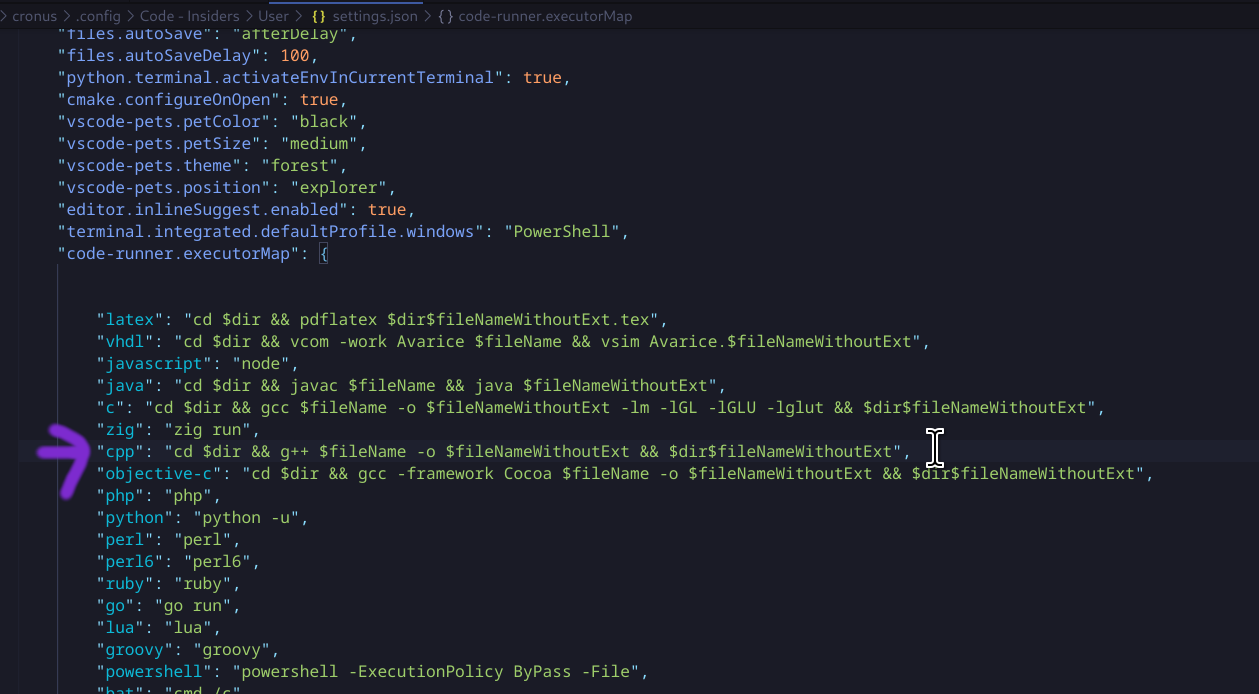 cronus > .config > Code - Insiders > User > {} settings.json > {} code-runner.executorMap
"files.autoSave": "afterDelay",
"files.autoSaveDelay": 100,
"python.terminal.activateEnvInCurrentTerminal": true,
"cmake.configureOnOpen": true,
"vscode-pets.petColor": "black",
"vscode-pets.petSize": "medium",
"vscode-pets.theme": "forest",
"vscode-pets.position": "explorer",
"editor.inlineSuggest.enabled": true,
"terminal.integrated.defaultProfile.windows": "PowerShell",
"code-runner.executorMap": {
"latex": "cd $dir && pdflatex $dir$fileNameWithoutExt.tex",
"vhdl": "cd $dir && vcom -work Avarice $fileName && vsim Avarice.$fileNameWithoutExt",
"javascript": "node",
"java": "cd $dir && javac $fileName && java $fileNameWithoutExt",
"c": "cd $dir && gcc $fileName -o $fileNameWithoutExt -lm -lGL -lGLU -lglut && $dir$fileNameWithoutExt",
"zig": "zig run",
"cpp": "cd $dir && g++ $fileName -o $fileNameWithoutExt && $dir$fileNameWithoutExt",
"objective-c": "cd $dir && gcc -framework Cocoa $fileName -o $fileNameWithoutExt && $dir$fileNameWithoutExt",
"php": "php",
"python": "python -u",
"perl": "perl",
"perl6": "perl6",
"ruby": "ruby",
"go": "go run",
"lua": "lua",
"groovy": "groovy",
"powershell": "powershell -ExecutionPolicy ByPass -File",
"bat": "cmd /c"